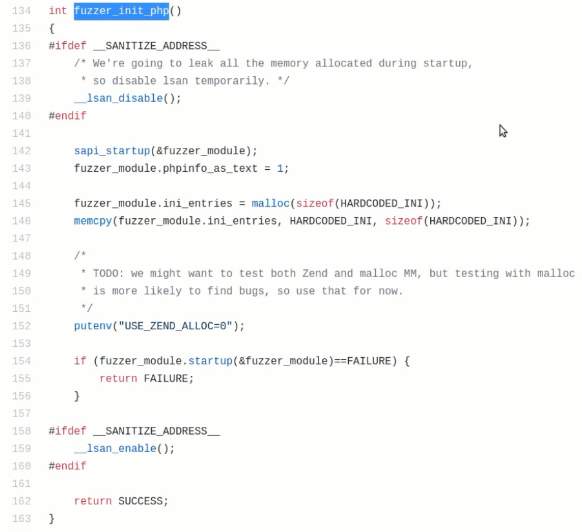 134 int fuzzer_init_php()
135 {
136 #ifdef __SANITIZE_ADDRESS__
137     /* We're going to leak all the memory allocated during startup,
138      * so disable lsan temporarily. */
139     __lsan_disable();
140 #endif
141
142     sapi_startup(&fuzzer_module);
143     fuzzer_module.phpinfo_as_text = 1;
144
145     fuzzer_module.ini_entries = malloc(sizeof(HARDCODED_INI));
146     memcpy(fuzzer_module.ini_entries, HARDCODED_INI, sizeof(HARDCODED_INI));
147
148     /*
149      * TODO: we might want to test both Zend and malloc MM, but testing with malloc
150      * is more likely to find bugs, so use that for now.
151      */
152     putenv("USE_ZEND_ALLOC=0");
153
154     if (fuzzer_module.startup(&fuzzer_module)==FAILURE) {
155         return FAILURE;
156     }
157
158 #ifdef __SANITIZE_ADDRESS__
159     __lsan_enable();
160 #endif
161
162     return SUCCESS;
163 }